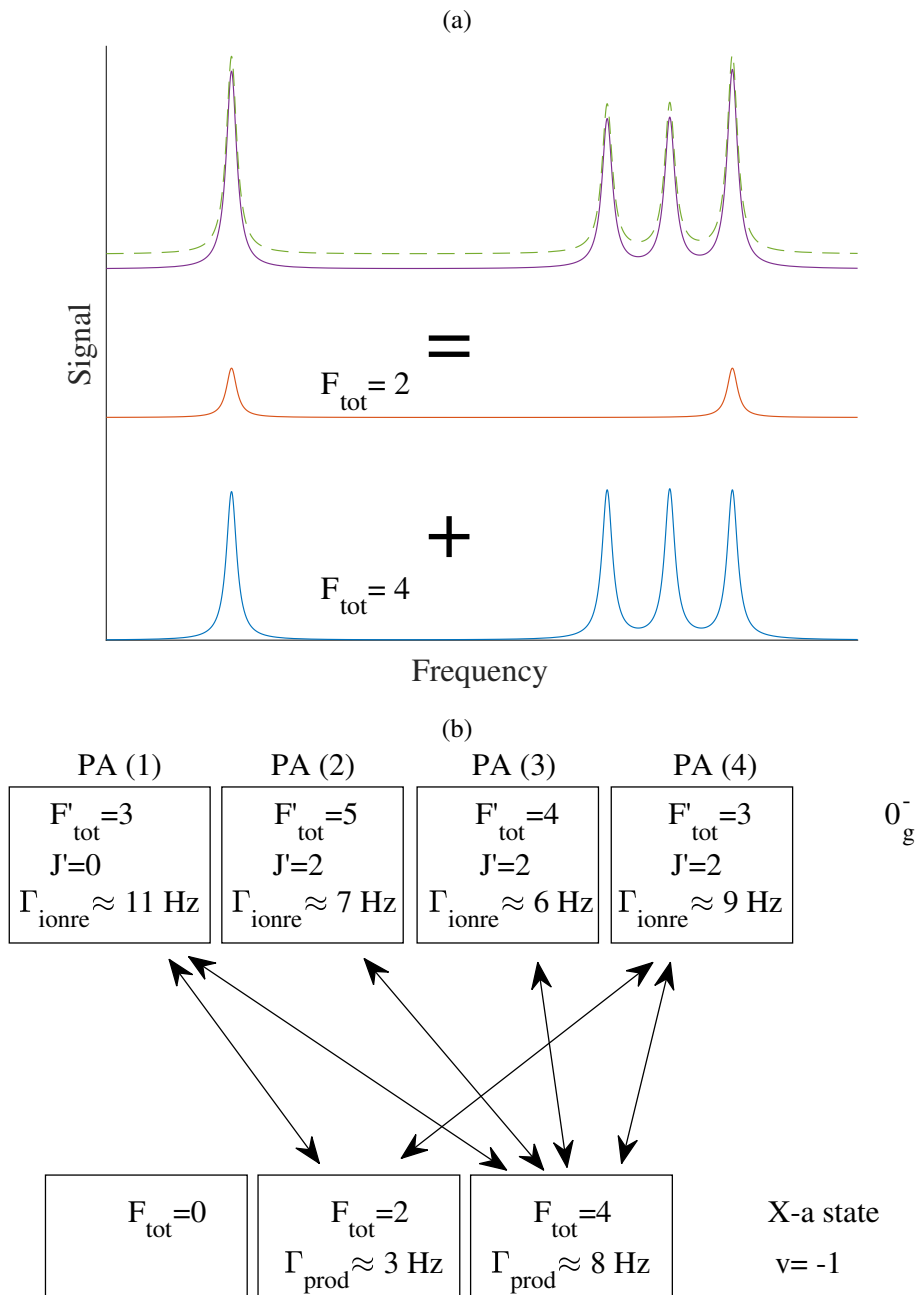 (a)
Signal
=
F_tot= 2
+
F_tot= 4
Frequency
(b)
PA (1) PA (2) PA (3) PA (4)
F'_tot=3 F'_tot=5 F'_tot=4 F'_tot=3 0_g^-
J'=0 J'=2 J'=2 J'=2
Γ_ionre≈ 11 Hz Γ_ionre≈ 7 Hz Γ_ionre≈ 6 Hz Γ_ionre≈ 9 Hz
F_tot=0 F_tot=2 F_tot=4 X-a state
Γ_prod≈ 3 Hz Γ_prod≈ 8 Hz v= -1